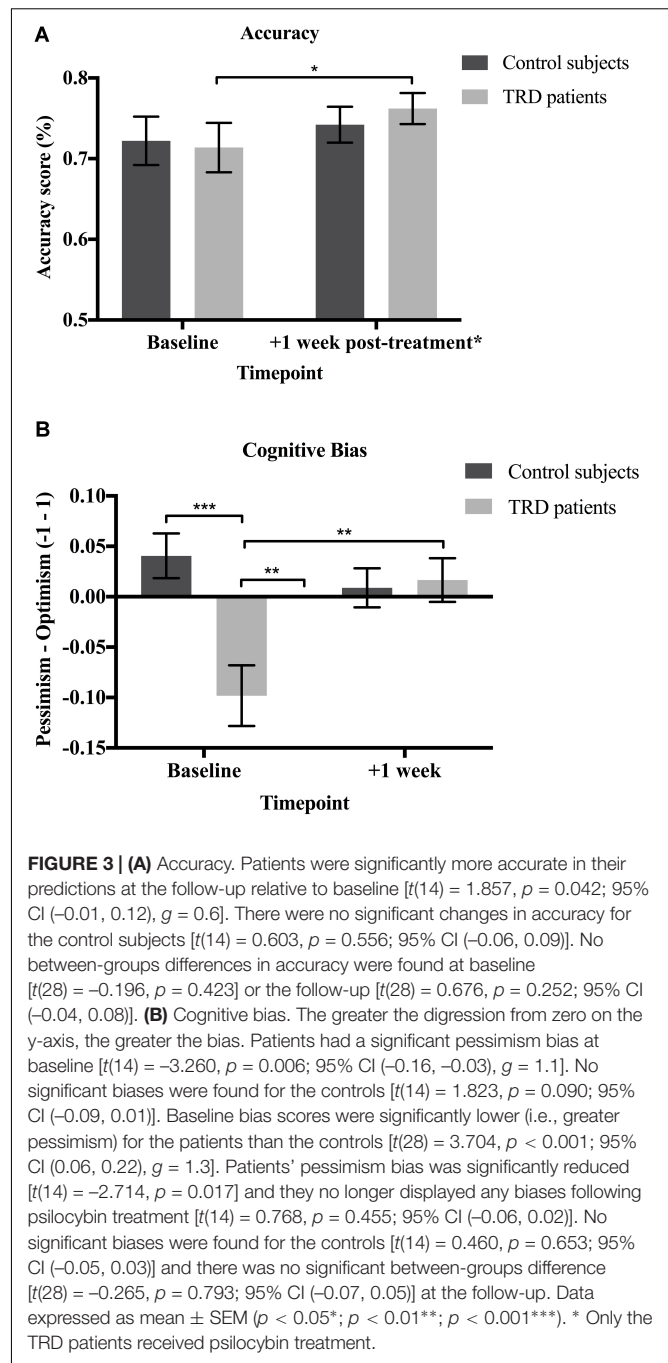 A
Accuracy
Control subjects
TRD patients
*
0.8
0.7
0.6
0.5
Accuracy score (%)
Baseline
+1 week post-treatment*
Timepoint
B
Cognitive Bias
Control subjects
TRD patients
***
**
**
0.10
0.05
0.00
-0.05
-0.10
-0.15
Pessimism - Optimism (-1 - 1)
Baseline
+1 week
Timepoint
FIGURE 3 | (A) Accuracy. Patients were significantly more accurate in their
predictions at the follow-up relative to baseline [t(14) = 1.857, p = 0.042; 95%
CI (–0.01, 0.12), g = 0.6]. There were no significant changes in accuracy for
the control subjects [t(14) = 0.603, p = 0.556; 95% CI (–0.06, 0.09)]. No
between-groups differences in accuracy were found at baseline
[t(28) = –0.196, p = 0.423] or the follow-up [t(28) = 0.676, p = 0.252; 95% CI
(–0.04, 0.08)]. (B) Cognitive bias. The greater the digression from zero on the
y-axis, the greater the bias. Patients had a significant pessimism bias at
baseline [t(14) = –3.260, p = 0.006; 95% CI (–0.16, –0.03), g = 1.1]. No
significant biases were found for the controls [t(14) = 1.823, p = 0.090; 95%
CI (–0.09, 0.01)]. Baseline bias scores were significantly lower (i.e., greater
pessimism) for the patients than the controls [t(28) = 3.704, p < 0.001; 95%
CI (0.06, 0.22), g = 1.3]. Patients’ pessimism bias was significantly reduced
[t(14) = –2.714, p = 0.017] and they no longer displayed any biases following
psilocybin treatment [t(14) = 0.768, p = 0.455; 95% CI (–0.06, 0.02)]. No
significant biases were found for the controls [t(14) = 0.460, p = 0.653; 95%
CI (–0.05, 0.03)] and there was no significant between-groups difference
[t(28) = –0.265, p = 0.793; 95% CI (–0.07, 0.05)] at the follow-up. Data
expressed as mean ± SEM (p < 0.05*; p < 0.01**; p < 0.001***). * Only the
TRD patients received psilocybin treatment.